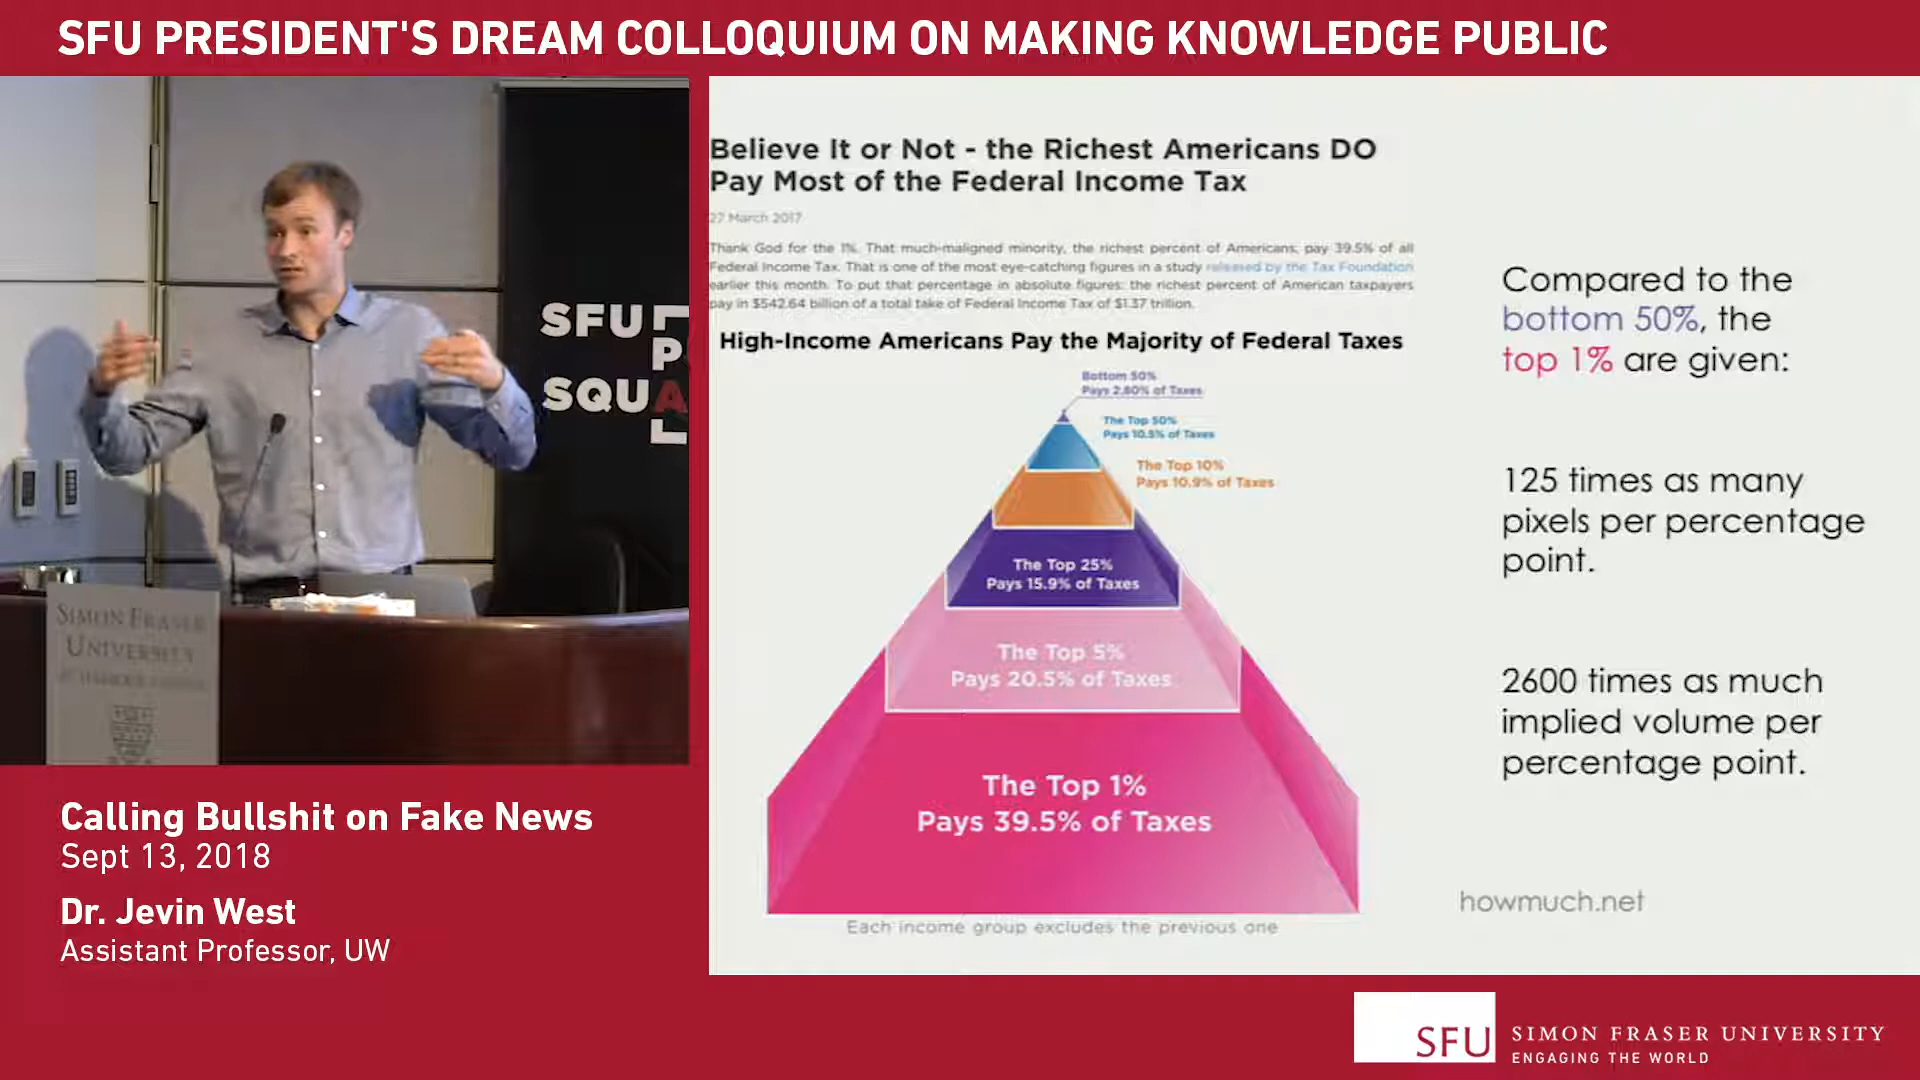 SFU PRESIDENT'S DREAM COLLOQUIUM ON MAKING KNOWLEDGE PUBLIC
SFU
P
SQUA
L
SIMON FRASER
UNIVERSITY
Calling Bullshit on Fake News
Sept 13, 2018
Dr. Jevin West
Assistant Professor, UW
Believe It or Not - the Richest Americans DO
Pay Most of the Federal Income Tax
27 March 2017
Thank God for the 1%. That much-maligned minority, the richest percent of Americans, pay 39.5% of all
Federal Income Tax. That is one of the most eye-catching figures in a study released by the Tax Foundation
earlier this month. To put that percentage in absolute figures: the richest percent of American taxpayers
pay in $542.64 billion of a total take of Federal Income Tax of $1.37 trillion.
High-Income Americans Pay the Majority of Federal Taxes
Bottom 50%
Pays 2.80% of Taxes
The Top 50%
Pays 10.5% of Taxes
The Top 10%
Pays 10.9% of Taxes
The Top 25%
Pays 15.9% of Taxes
The Top 5%
Pays 20.5% of Taxes
The Top 1%
Pays 39.5% of Taxes
Each income group excludes the previous one
Compared to the
bottom 50%, the
top 1% are given:
125 times as many
pixels per percentage
point.
2600 times as much
implied volume per
percentage point.
howmuch.net
SFU
SIMON FRASER UNIVERSITY
ENGAGING THE WORLD